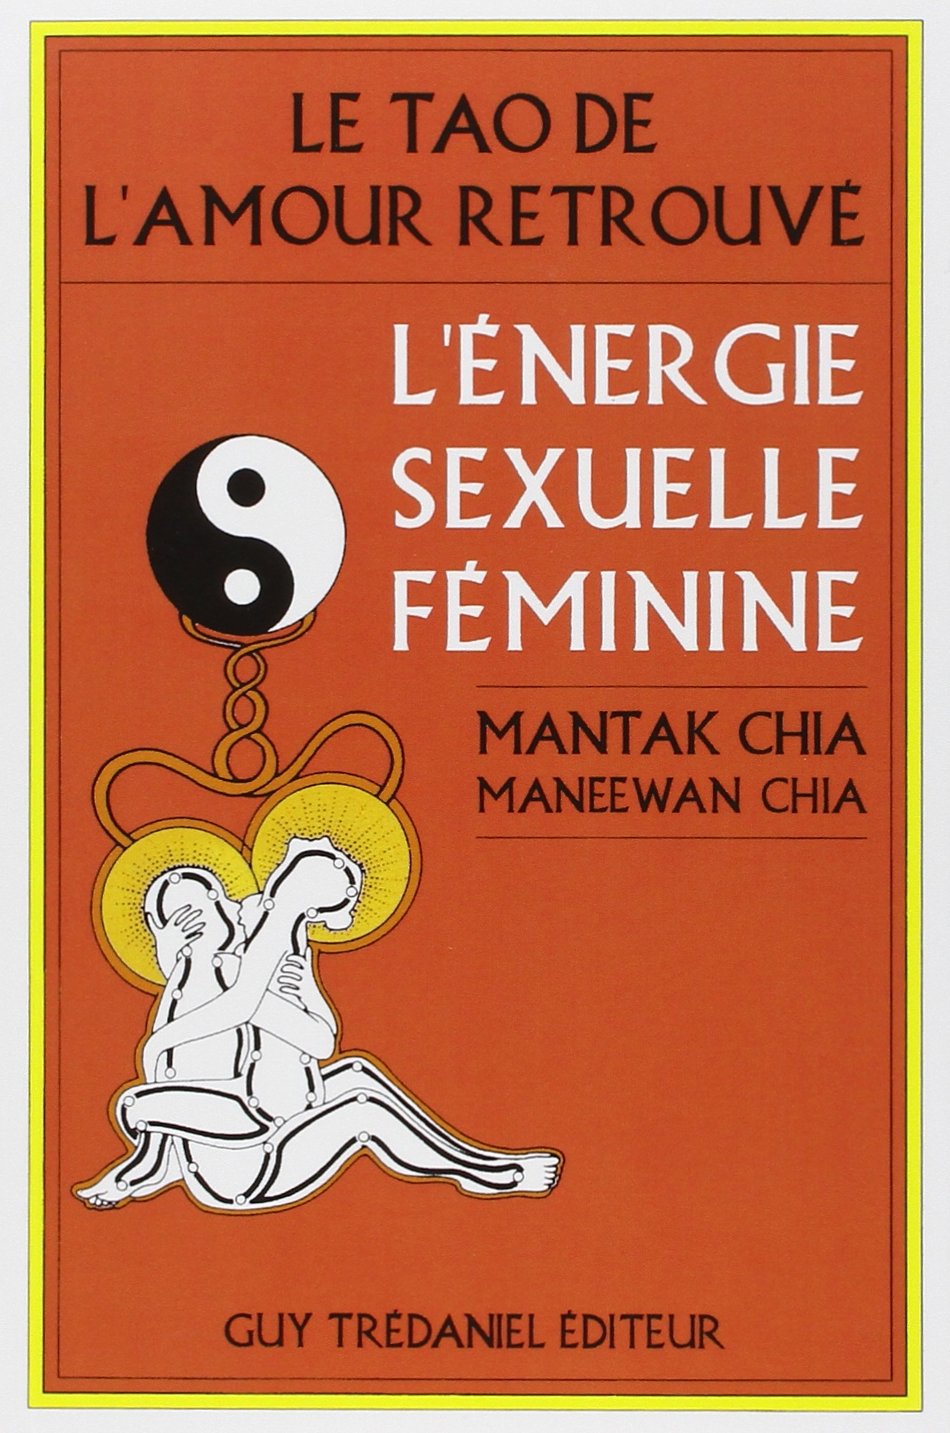 LE TAO DE
L'AMOUR RETROUVÉ
L'ÉNERGIE
SEXUELLE
FÉMININE
MANTAK CHIA
MANEEWAN CHIA
GUY TRÉDANIEL ÉDITEUR